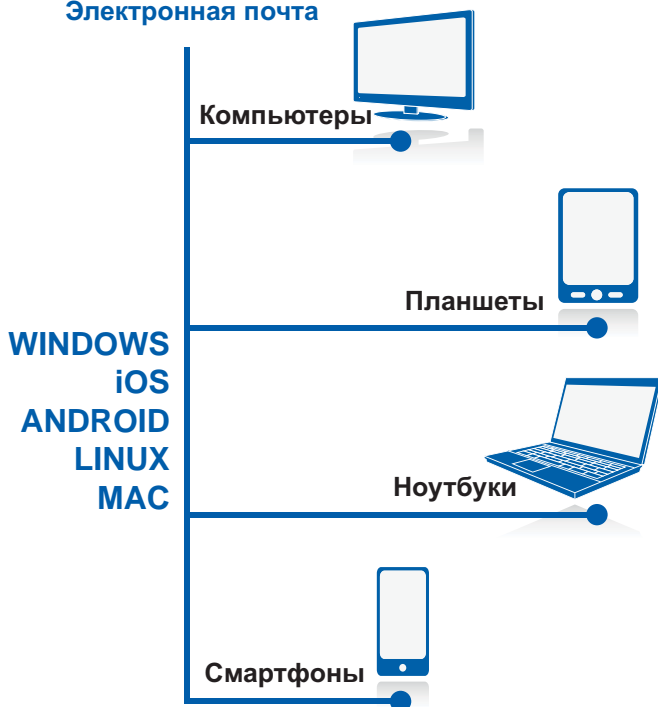 Электронная почта
Компьютеры
Планшеты
WINDOWS
iOS
ANDROID
LINUX
MAC
Ноутбуки
Смартфоны